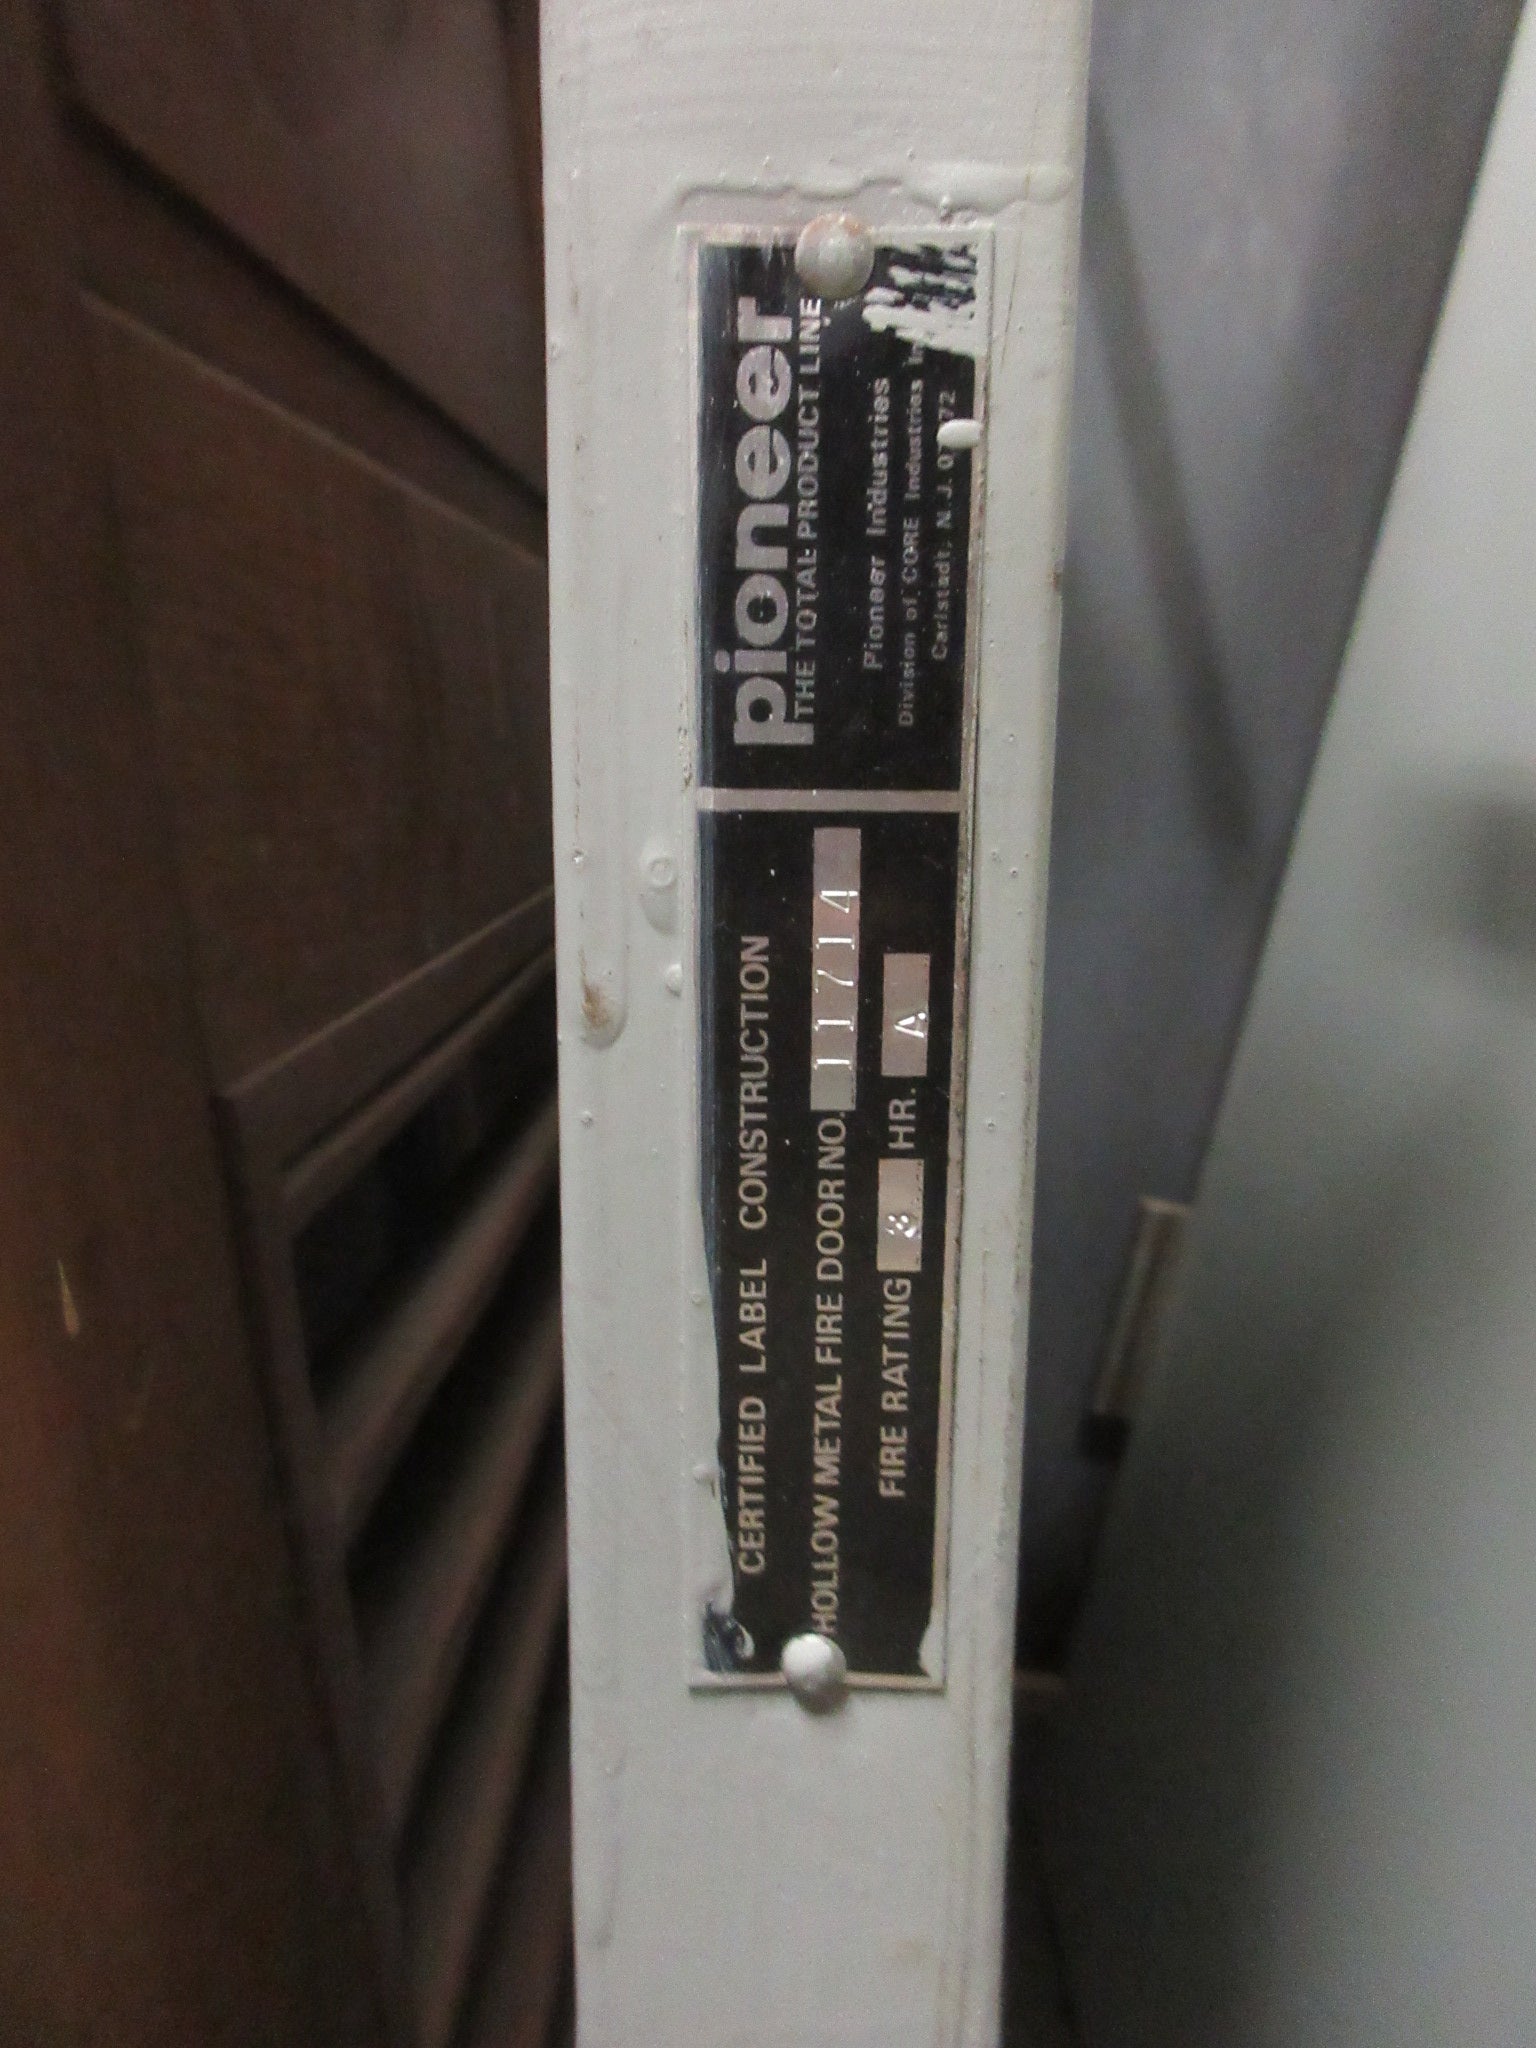 pioneer
THE TOTAL PRODUCT LINE
Pioneer Industries
Division of CORE Industries
Carlstadt, N.J.
CERTIFIED LABEL CONSTRUCTION
HOLLOW METAL FIRE DOOR NO. 11714
FIRE RATING HR. A